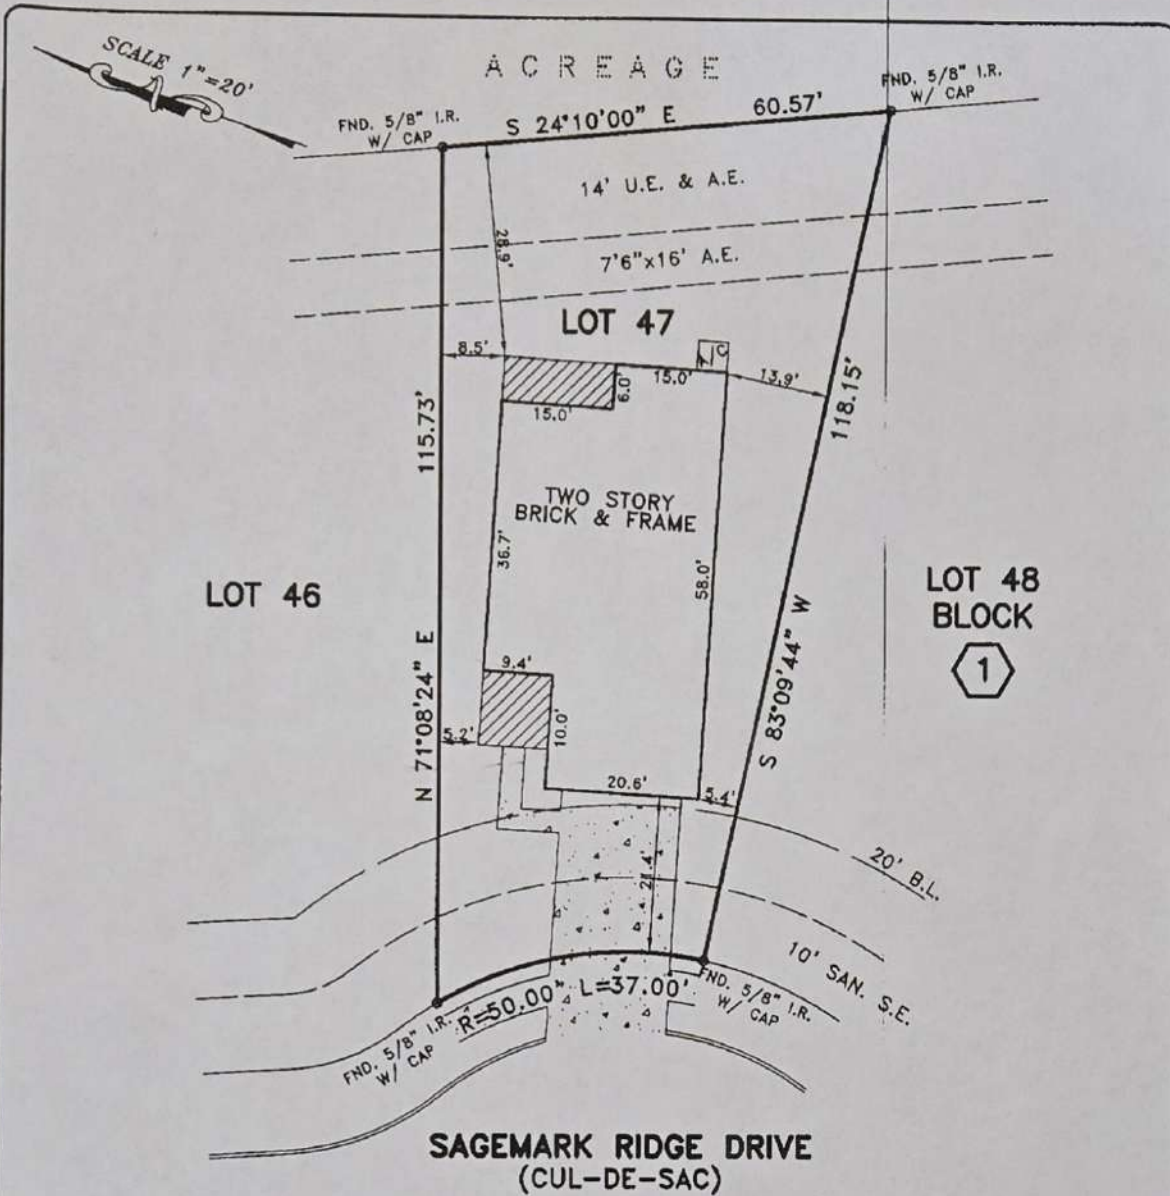 SCALE 1"=20'
ACREAGE
FND. 5/8" I.R.
W/ CAP
S 24°10'00" E 60.57'
FND. 5/8" I.R.
W/ CAP
14' U.E. & A.E.
28.9'
7'6"x16' A.E.
LOT 47
8.5'
A/C
15.0'
6.0'
15.0'
13.9'
118.15'
115.73'
TWO STORY
BRICK & FRAME
36.7'
58.0'
LOT 46
LOT 48
BLOCK
1
N 71°08'24" E
S 83°09'44" W
9.4'
10.0'
5.2'
20.6'
5.4'
21.4'
20' B.L.
10' SAN. S.E.
FND. 5/8" I.R.
W/ CAP
R=50.00' L=37.00'
FND. 5/8" I.R.
W/ CAP
SAGEMARK RIDGE DRIVE
(CUL-DE-SAC)